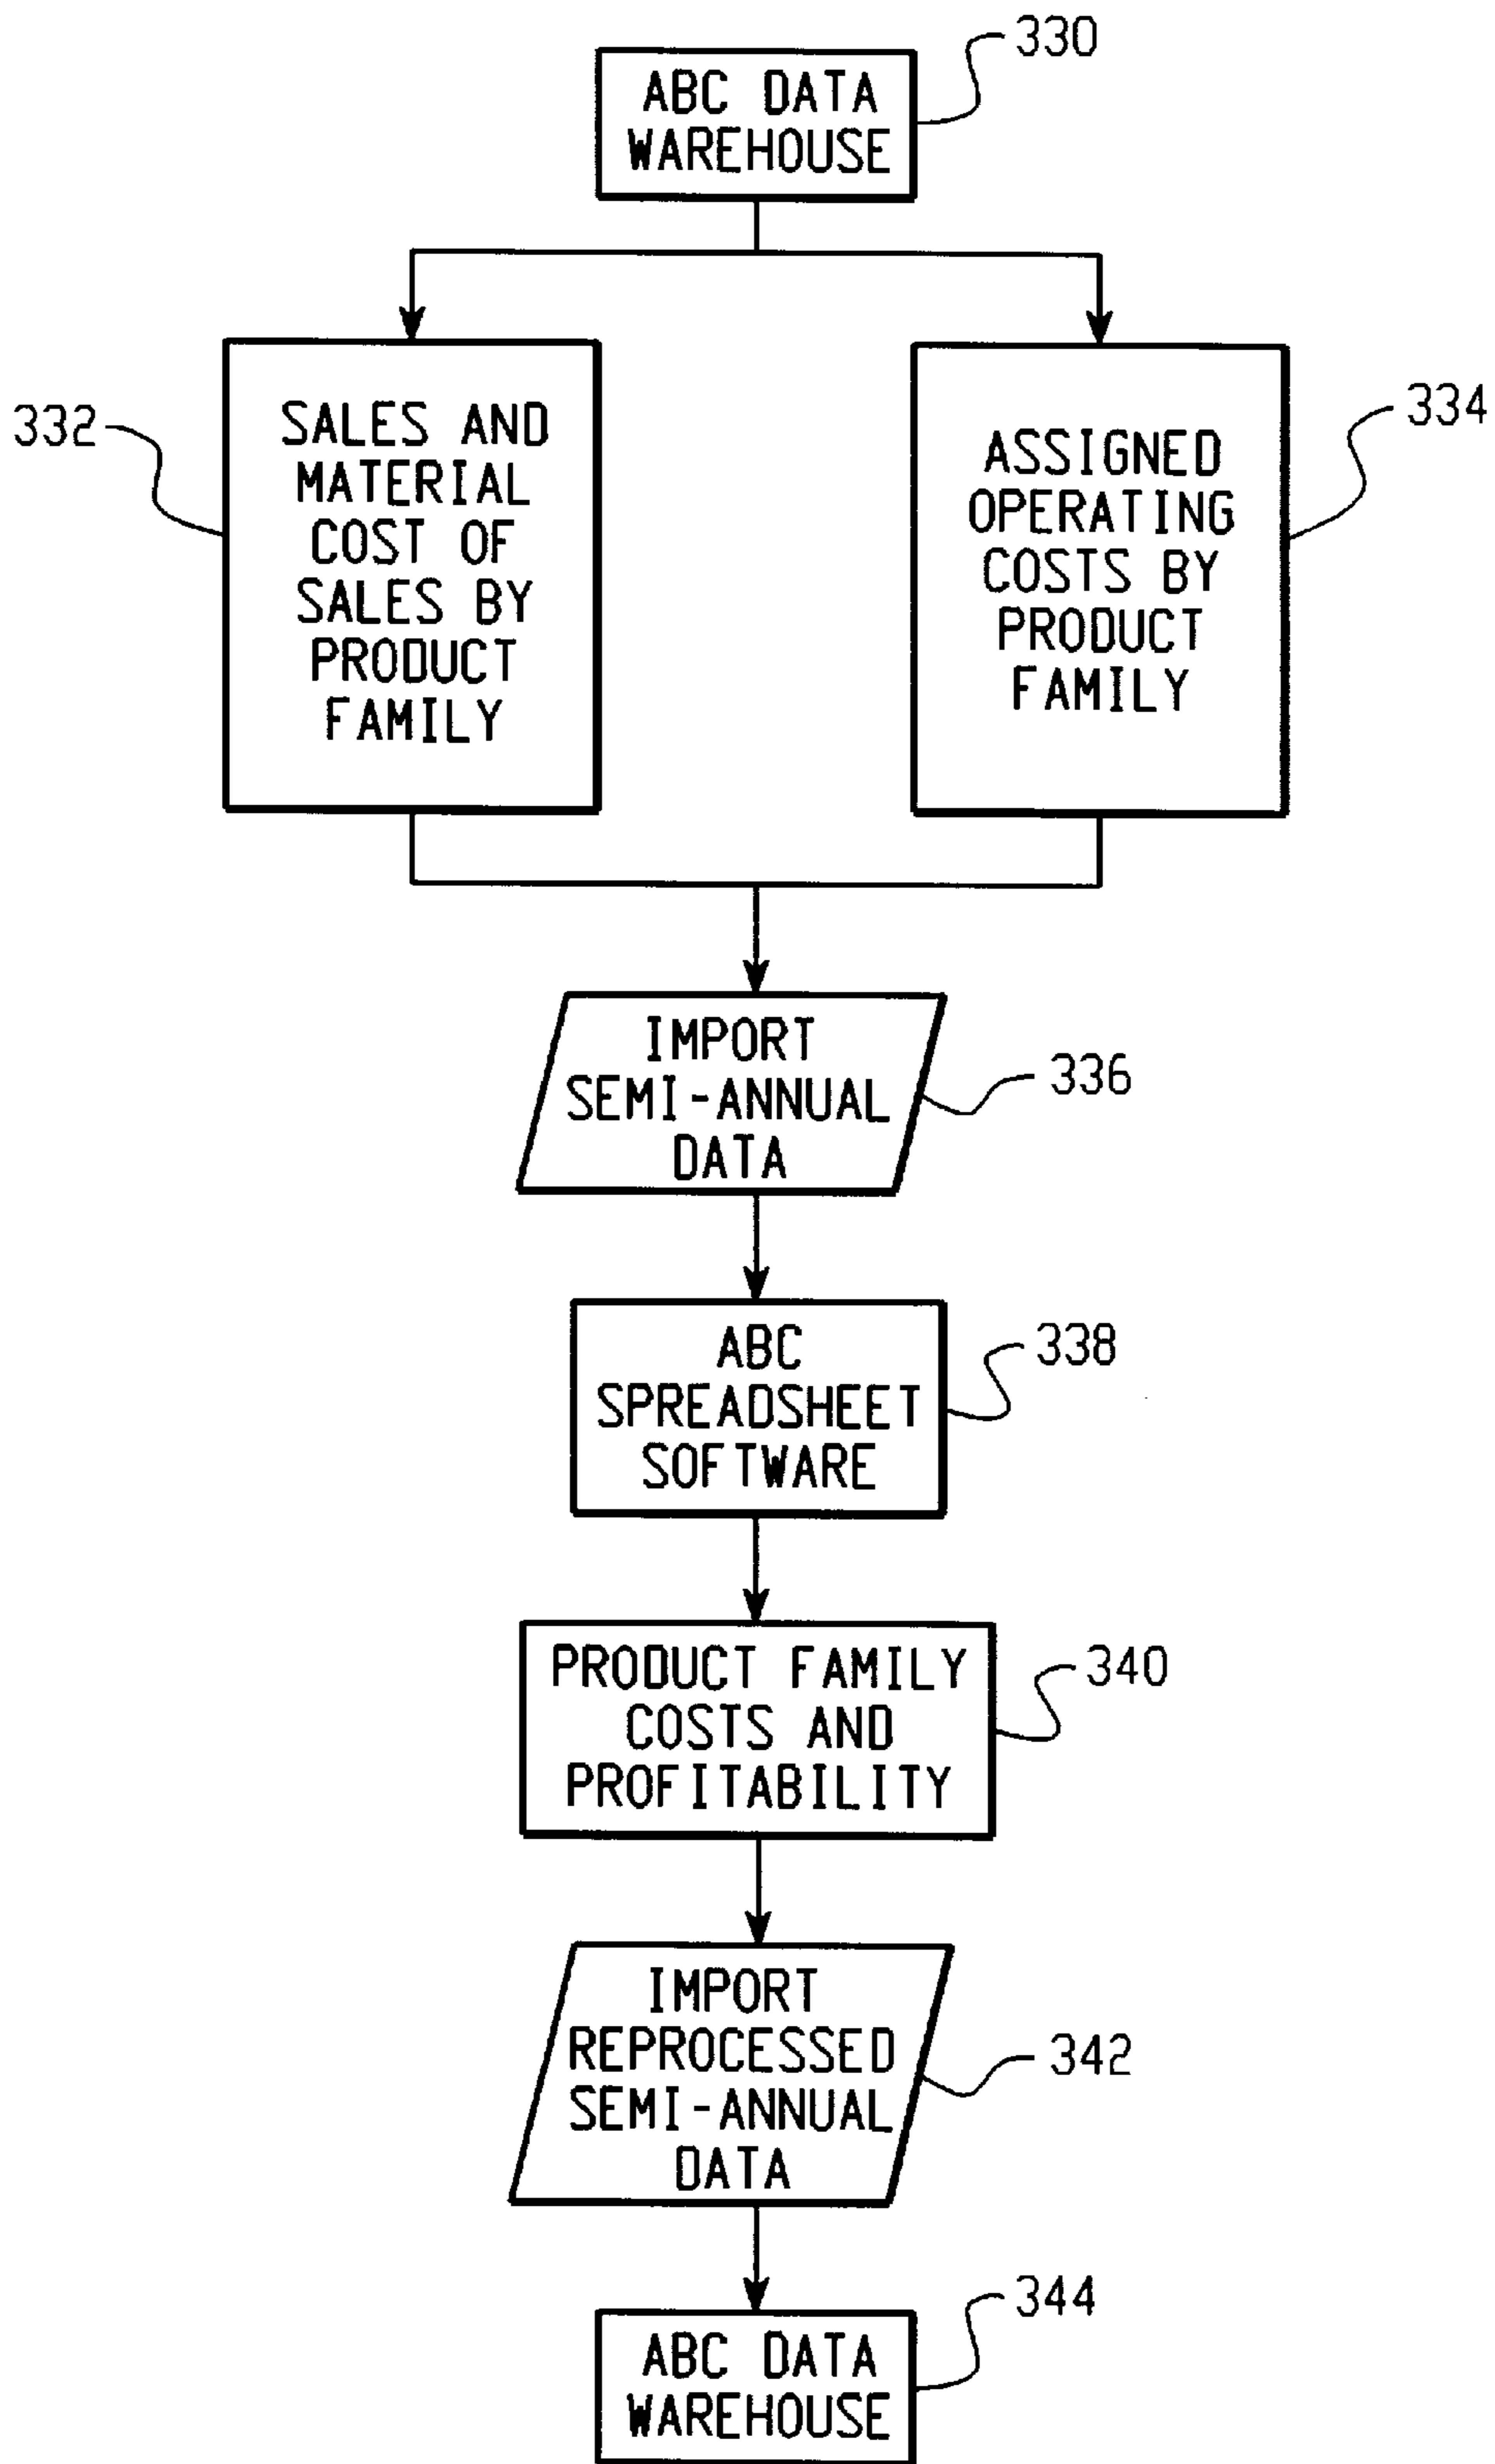 330
ABC DATA
WAREHOUSE
332
SALES AND
MATERIAL
COST OF
SALES BY
PRODUCT
FAMILY
334
ASSIGNED
OPERATING
COSTS BY
PRODUCT
FAMILY
IMPORT
SEMI-ANNUAL
DATA
336
ABC
SPREADSHEET
SOFTWARE
338
PRODUCT FAMILY
COSTS AND
PROFITABILITY
340
IMPORT
REPROCESSED
SEMI-ANNUAL
DATA
342
344
ABC DATA
WAREHOUSE